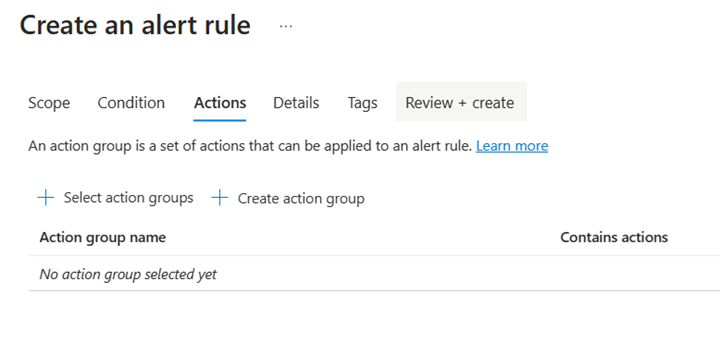 Create an alert rule ...
Scope Condition Actions Details Tags Review + create
An action group is a set of actions that can be applied to an alert rule. Learn more
+ Select action groups + Create action group
Action group name Contains actions
No action group selected yet